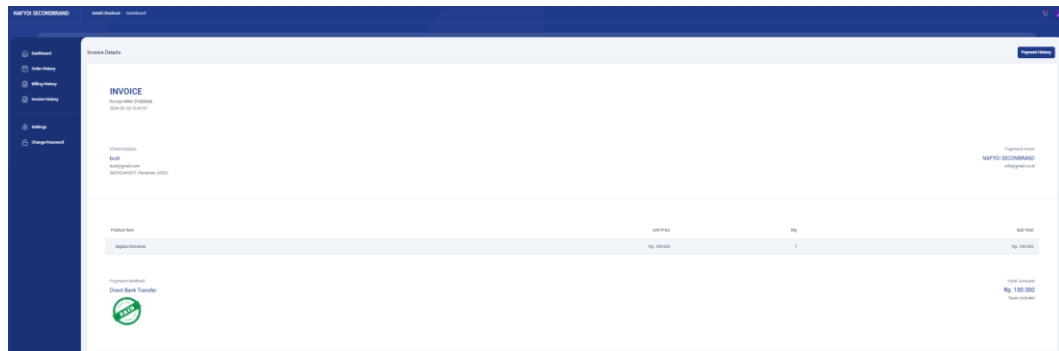 NAFYDI SECONDBRAND
Detail Checkout - Dashboard
Dashboard
Order History
Billing History
Invoice History
Settings
Change Password
Invoice Details
Payment History
INVOICE
2024-07-22 13:47:07
Client Details
budi
budi@gmail.com
Payment From
NAFYDI SECONDBRAND
info@gmail.co.id
Product Item
Unit Price
Qty
Sub Total
Sepatu Domestic
Rp. 100.000
1
Rp. 100.000
Payment Method
Direct Bank Transfer
PAID
Total Amount
Rp. 100.000
Taxes included